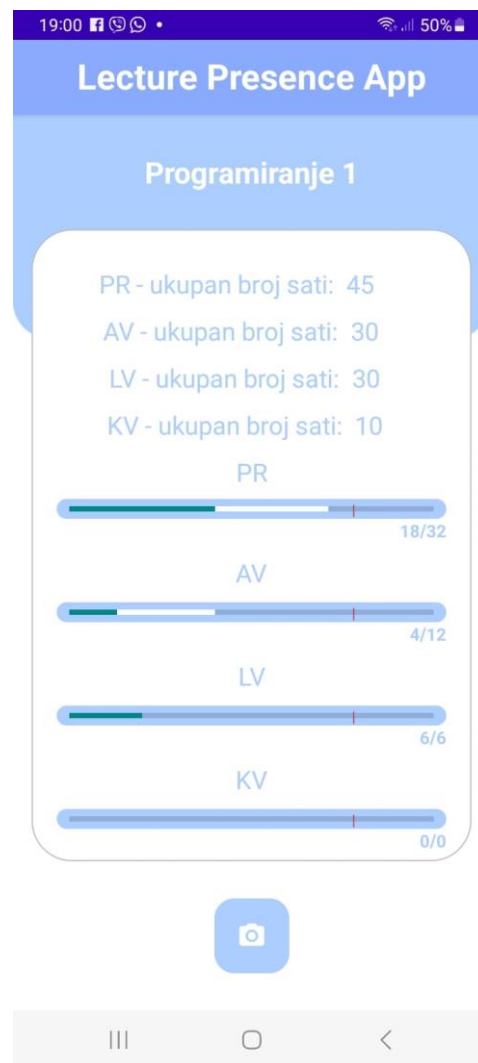 19:00 50%
Lecture Presence App
Programiranje 1
PR - ukupan broj sati: 45
AV - ukupan broj sati: 30
LV - ukupan broj sati: 30
KV - ukupan broj sati: 10
PR
18/32
AV
4/12
LV
6/6
KV
0/0